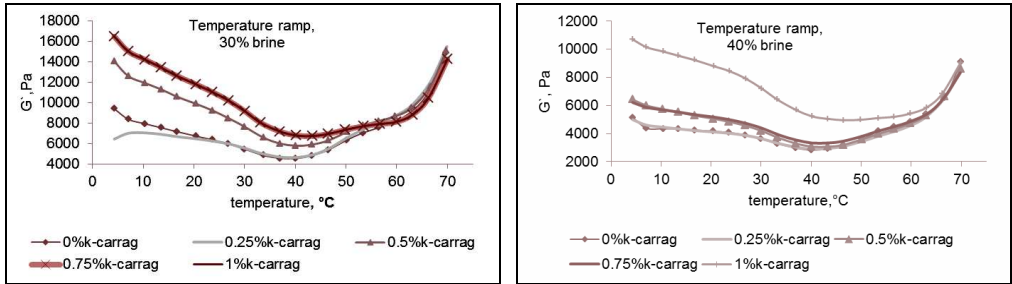 Temperature ramp,
30% brine
G`,Pa
18000
16000
14000
12000
10000
8000
6000
4000
0 10 20 30 40 50 60 70
temperature, °C
0%k-carrag 0.25%k-carrag 0.5%k-carrag
0.75%k-carrag 1%k-carrag
Temperature ramp,
40% brine
G`, Pa
12000
10000
8000
6000
4000
2000
0 10 20 30 40 50 60 70
temperature,°C
0%k-carrag 0.25%k-carrag 0.5%k-carrag
0.75%k-carrag 1%k-carrag